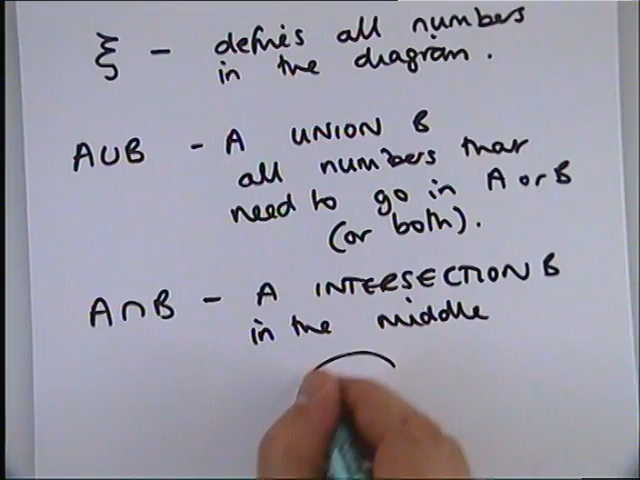 ξ - defines all numbers
in the diagram.
A∪B - A UNION B
all numbers that
need to go in A or B
(or both).
A∩B - A INTERSECTION B
in the middle